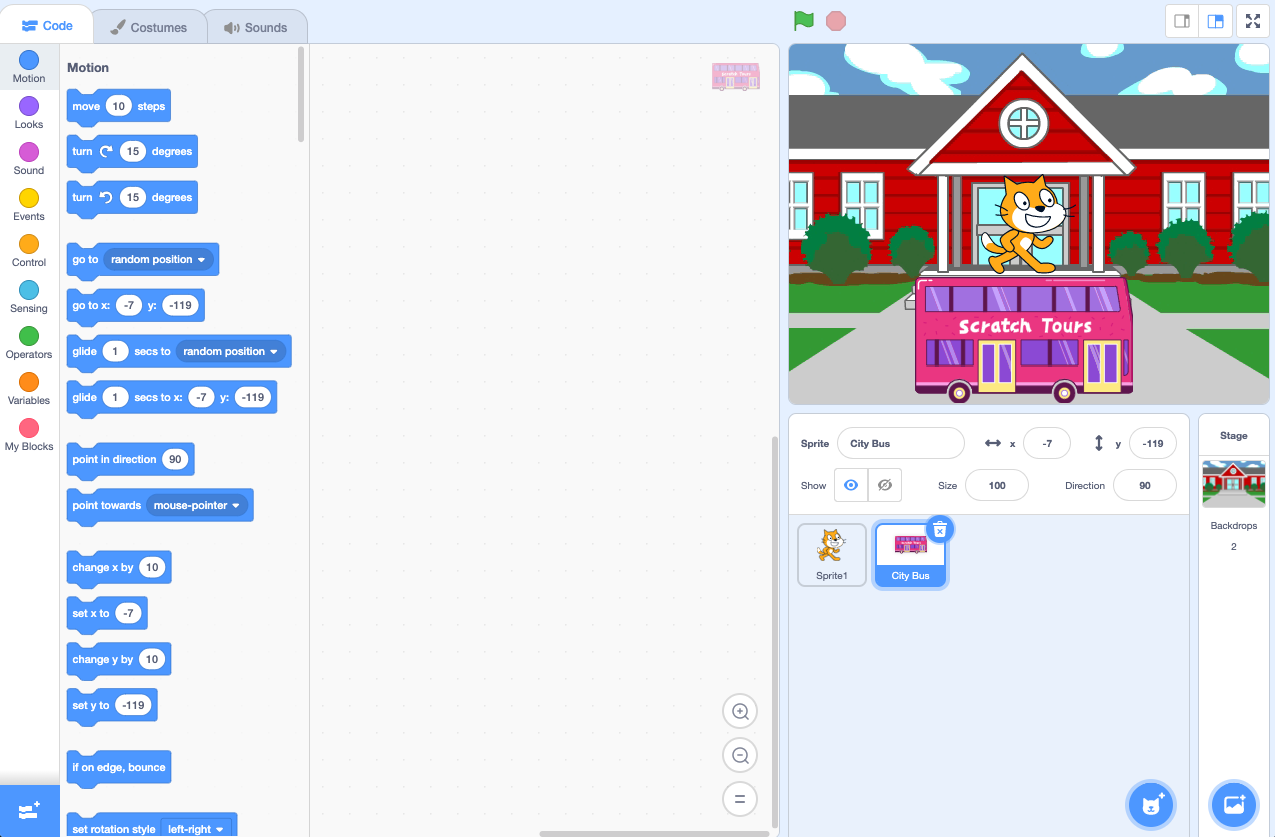 Code
Costumes
Sounds
Motion
Looks
Sound
Events
Control
Sensing
Operators
Variables
My Blocks
Motion
move 10 steps
turn 15 degrees
turn 15 degrees
go to random position
go to x: -7 y: -119
glide 1 secs to random position
glide 1 secs to x: -7 y: -119
point in direction 90
point towards mouse-pointer
change x by 10
set x to -7
change y by 10
set y to -119
if on edge, bounce
set rotation style left-right
Scratch Tours
Scratch Tours
Sprite City Bus x -7 y -119
Show Size 100 Direction 90
Sprite1
City Bus
Stage
Backdrops
2